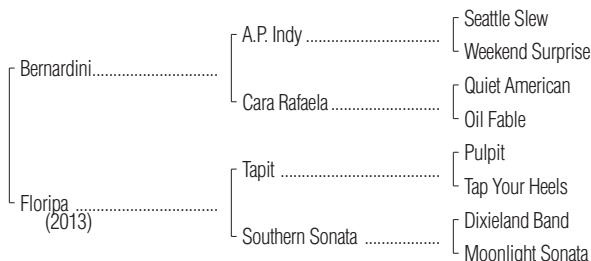 Seattle Slew
A.P. Indy ........................................
Weekend Surprise
Bernardini.....................................
Quiet American
Cara Rafaela .................................
Oil Fable
Pulpit
Tapit ................................................
Tap Your Heels
Floripa ..........................................
(2013)
Dixieland Band
Southern Sonata ......................
Moonlight Sonata